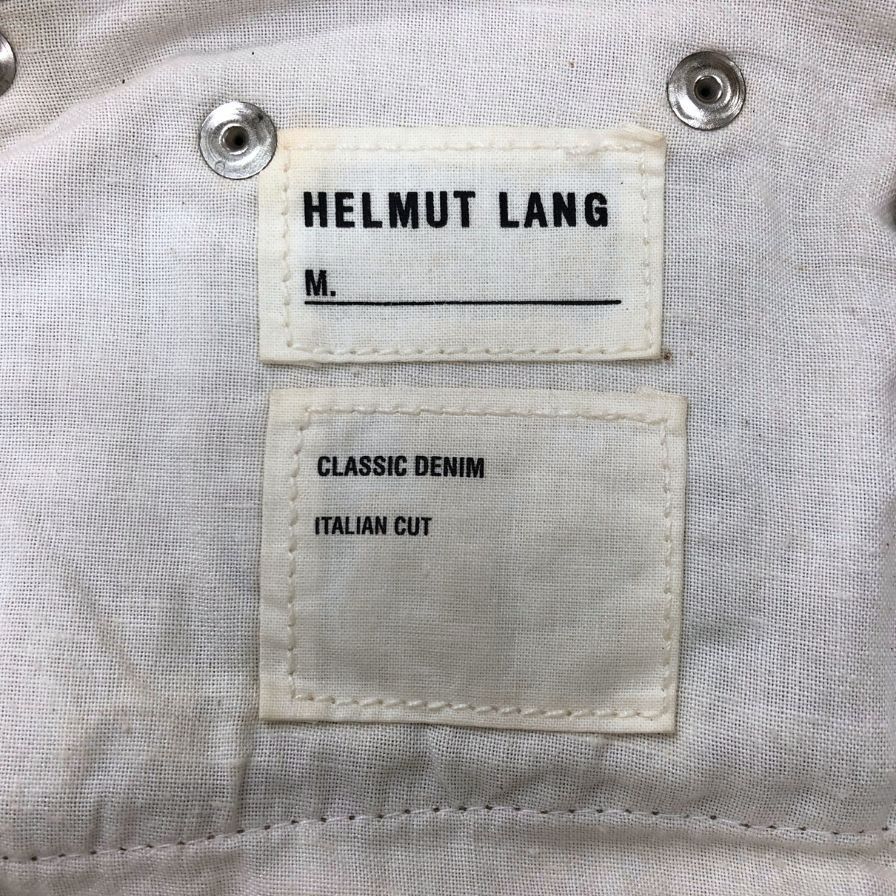 HELMUT LANG
M.
CLASSIC DENIM
ITALIAN CUT